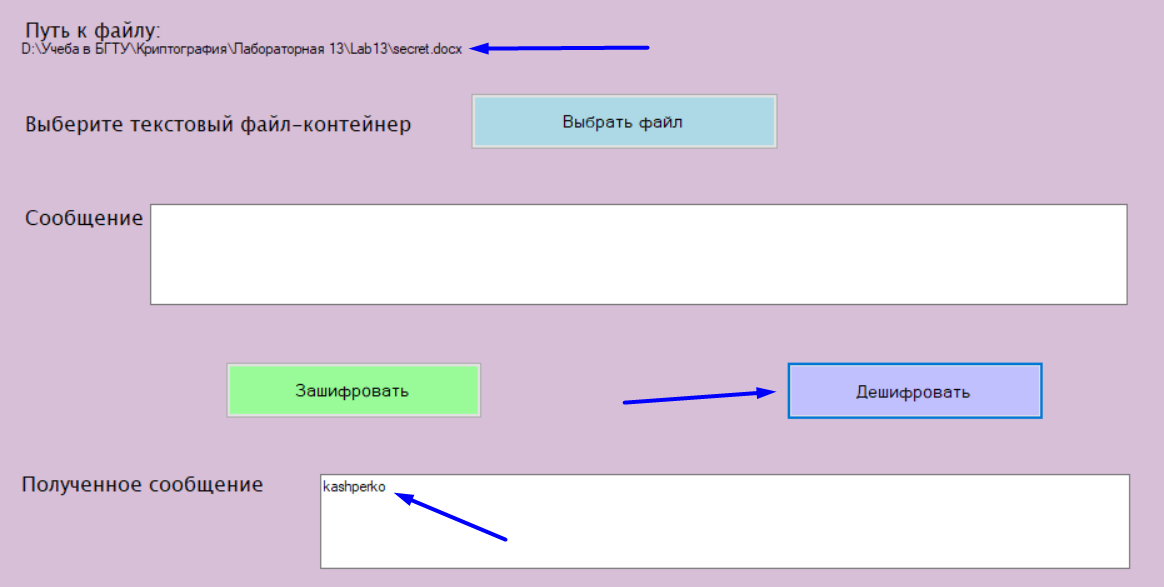 Путь к файлу:
D:\Учеба в БГТУ\Криптография\Лабораторная 13\Lab13\secret.docx
Выберите текстовый файл-контейнер
Выбрать файл
Сообщение
Зашифровать
Дешифровать
Полученное сообщение
kashperko